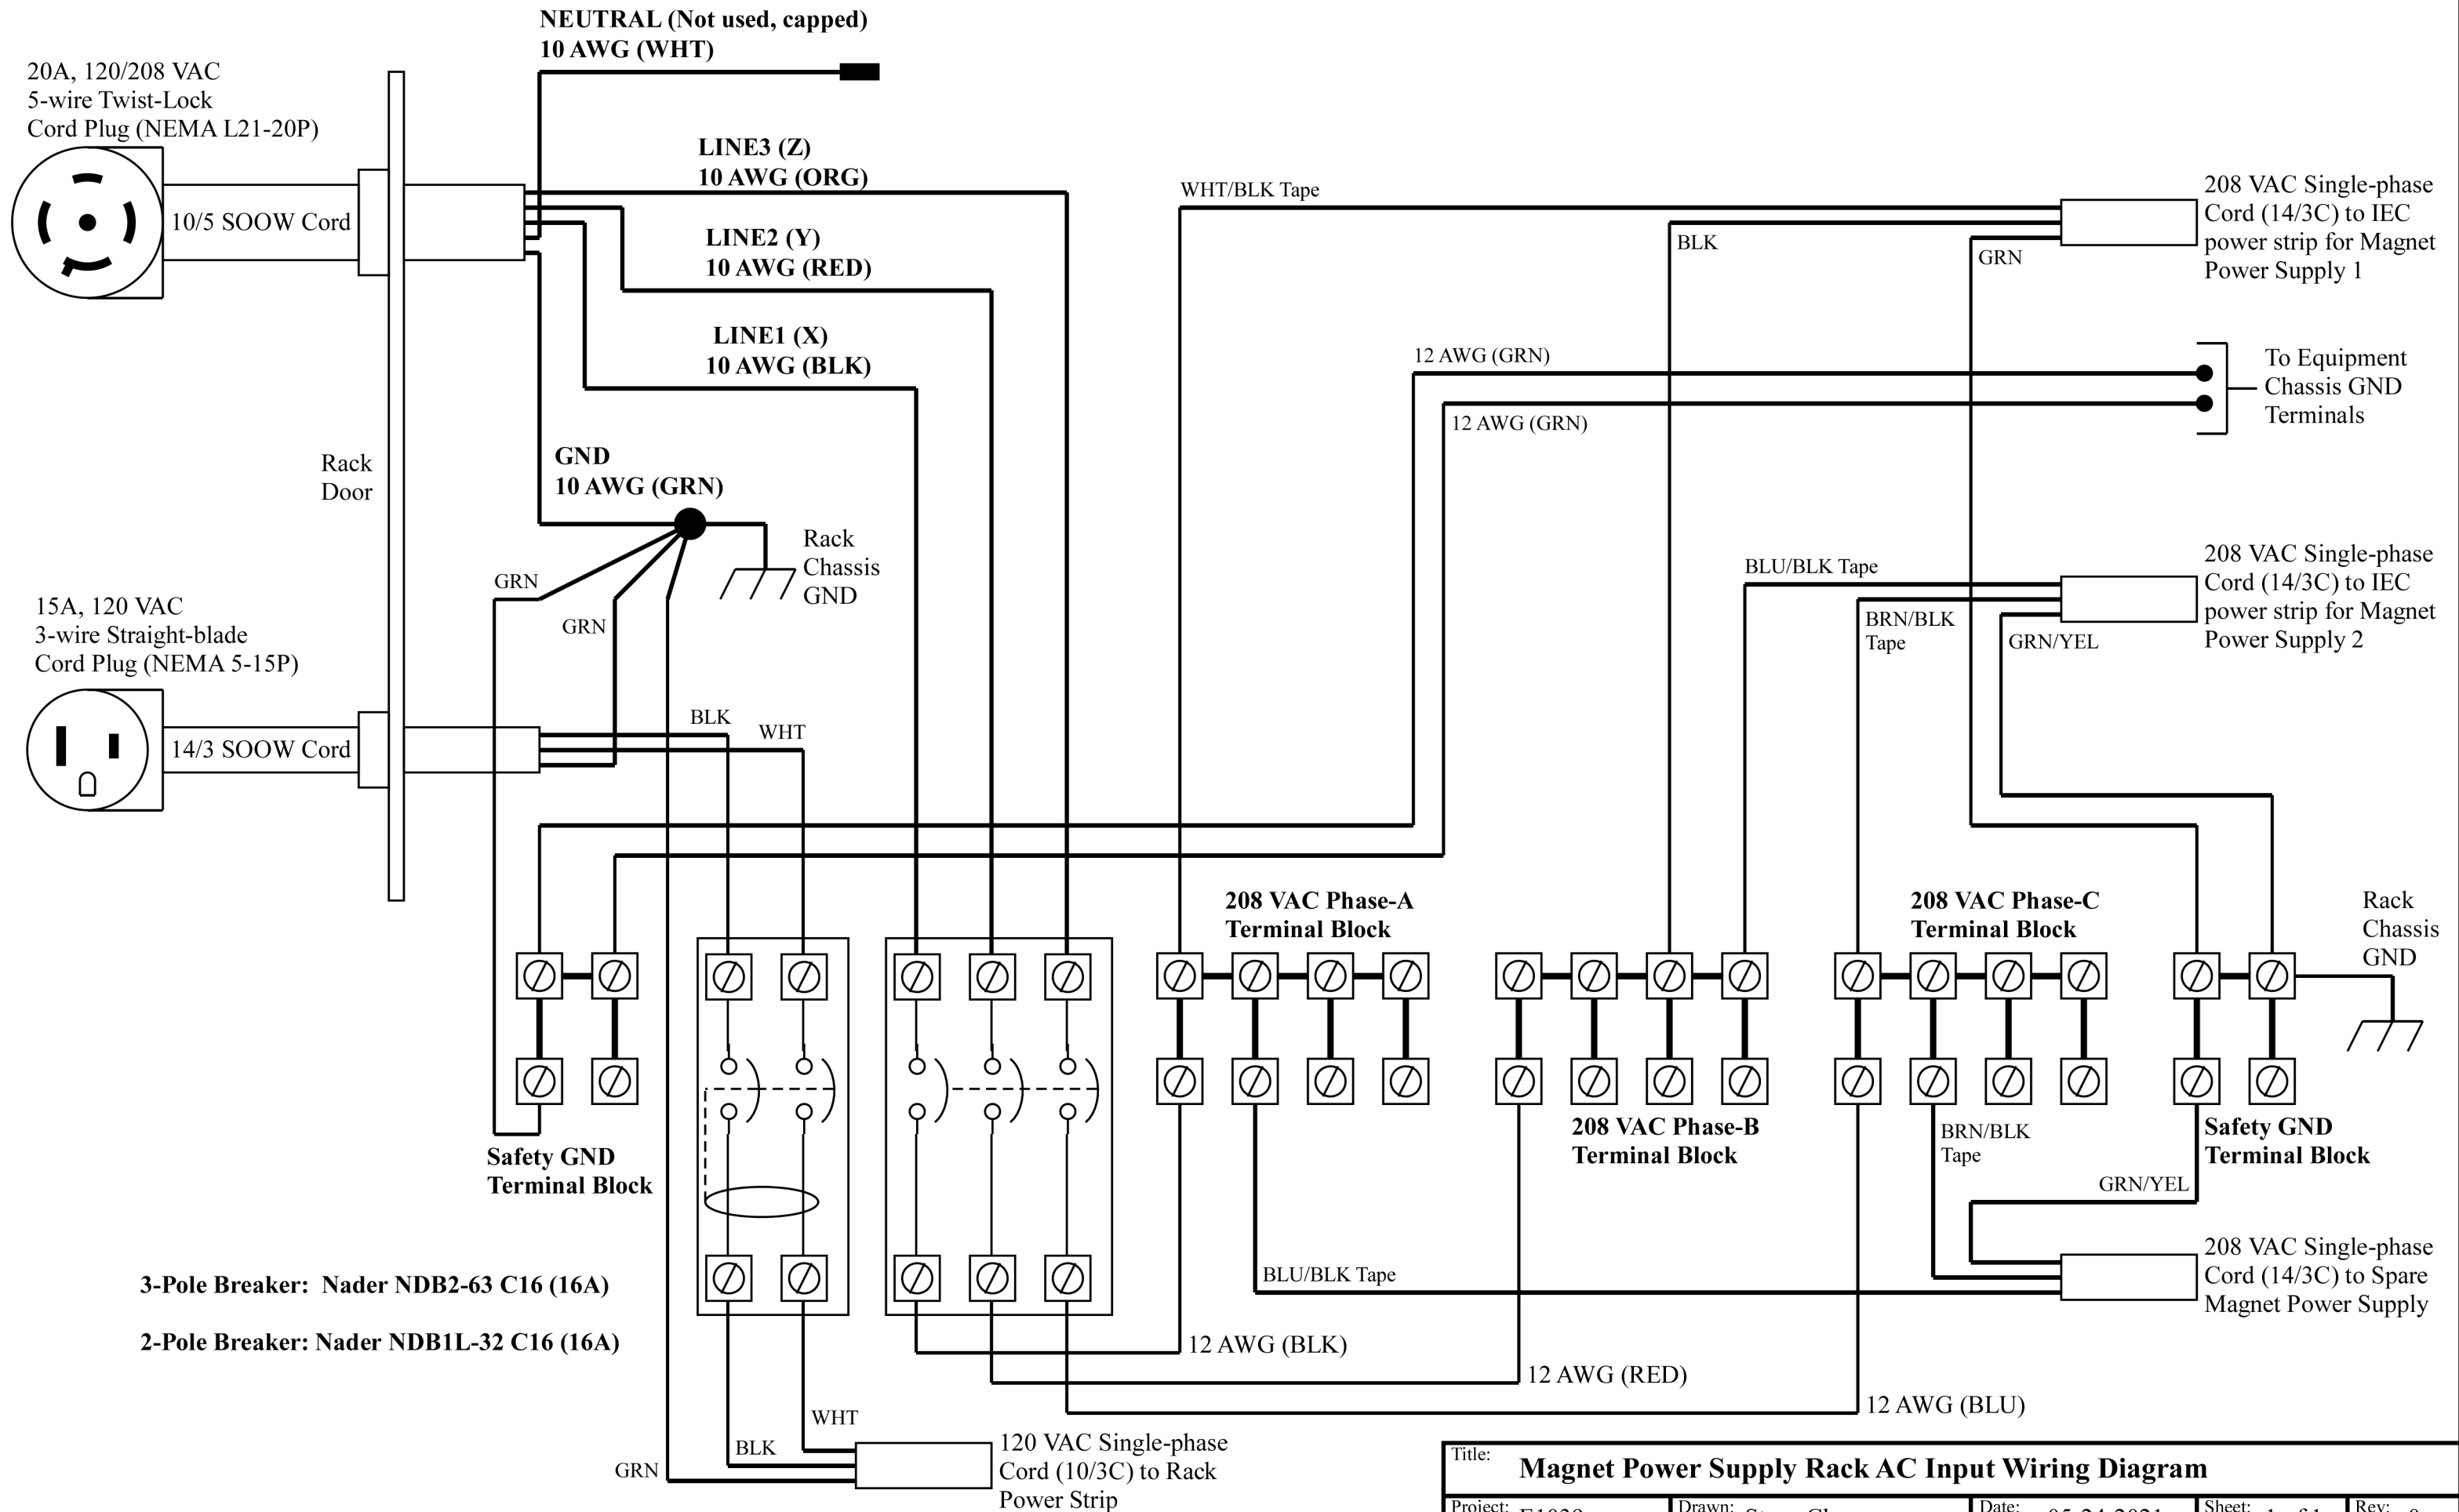 NEUTRAL (Not used, capped)
10 AWG (WHT)
20A, 120/208 VAC
5-wire Twist-Lock
Cord Plug (NEMA L21-20P)
10/5 SOOW Cord
LINE3 (Z)
10 AWG (ORG)
LINE2 (Y)
10 AWG (RED)
LINE1 (X)
10 AWG (BLK)
WHT/BLK Tape
BLK
GRN
208 VAC Single-phase
Cord (14/3C) to IEC
power strip for Magnet
Power Supply 1
12 AWG (GRN)
12 AWG (GRN)
To Equipment
Chassis GND
Terminals
Rack
Door
GND
10 AWG (GRN)
Rack
Chassis
GND
GRN
GRN
BLU/BLK Tape
BRN/BLK
Tape
GRN/YEL
208 VAC Single-phase
Cord (14/3C) to IEC
power strip for Magnet
Power Supply 2
15A, 120 VAC
3-wire Straight-blade
Cord Plug (NEMA 5-15P)
14/3 SOOW Cord
BLK
WHT
208 VAC Phase-A
Terminal Block
208 VAC Phase-C
Terminal Block
Rack
Chassis
GND
Safety GND
Terminal Block
208 VAC Phase-B
Terminal Block
BRN/BLK
Tape
Safety GND
Terminal Block
GRN/YEL
208 VAC Single-phase
Cord (14/3C) to Spare
Magnet Power Supply
BLU/BLK Tape
3-Pole Breaker: Nader NDB2-63 C16 (16A)
2-Pole Breaker: Nader NDB1L-32 C16 (16A)
12 AWG (BLK)
12 AWG (RED)
12 AWG (BLU)
WHT
BLK
GRN
120 VAC Single-phase
Cord (10/3C) to Rack
Power Strip
Title:
Magnet Power Supply Rack AC Input Wiring Diagram
Project:
Drawn:
Date:
Sheet:
Rev: